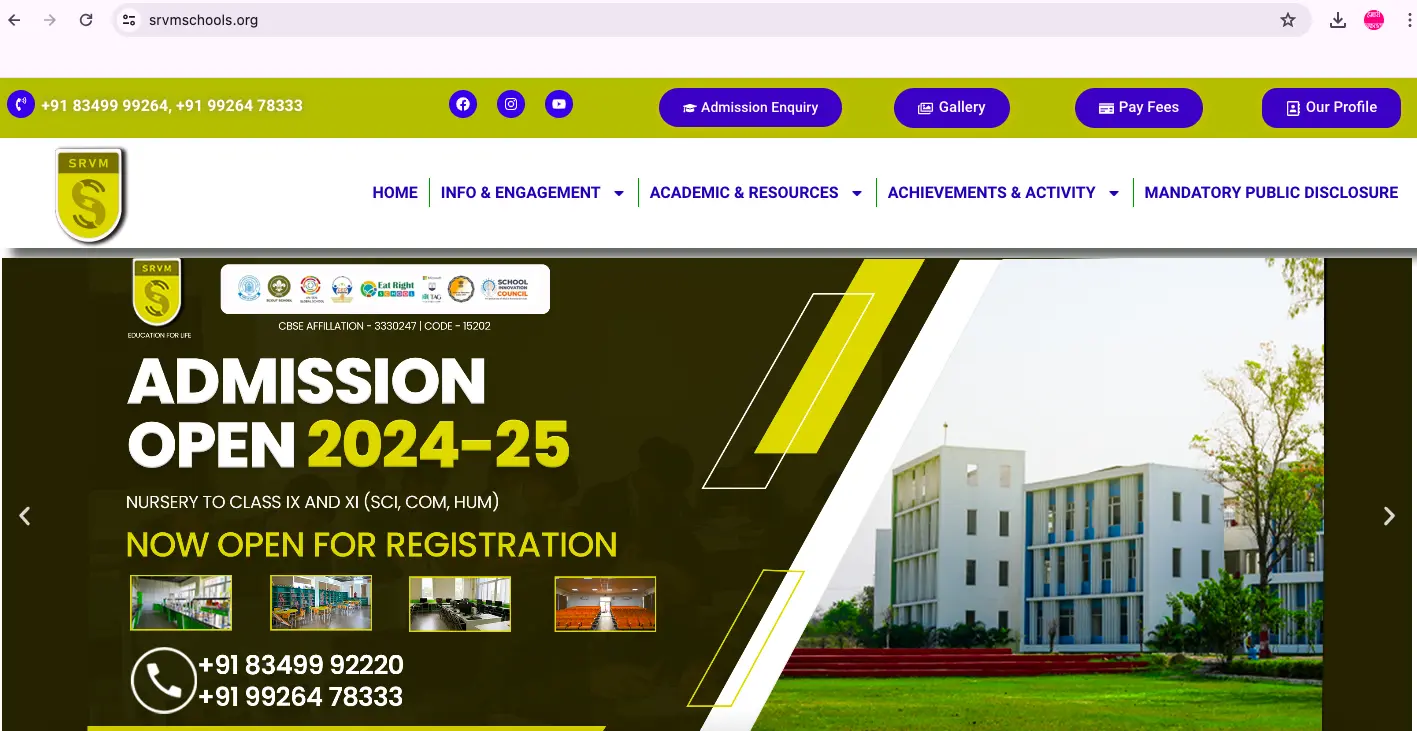 srvmschools.org
+91 83499 99264, +91 99264 78333
Admission Enquiry
Gallery
Pay Fees
Our Profile
SRVM
HOME
INFO & ENGAGEMENT
ACADEMIC & RESOURCES
ACHIEVEMENTS & ACTIVITY
MANDATORY PUBLIC DISCLOSURE
SRVM
EDUCATION FOR LIFE
Eat Right
SCHOOL
SCHOOL
INNOVATION
COUNCIL
CBSE AFFILLATION - 3330247 | CODE - 15202
ADMISSION
OPEN 2024-25
NURSERY TO CLASS IX AND XI (SCI, COM, HUM)
NOW OPEN FOR REGISTRATION
+91 83499 92220
+91 99264 78333